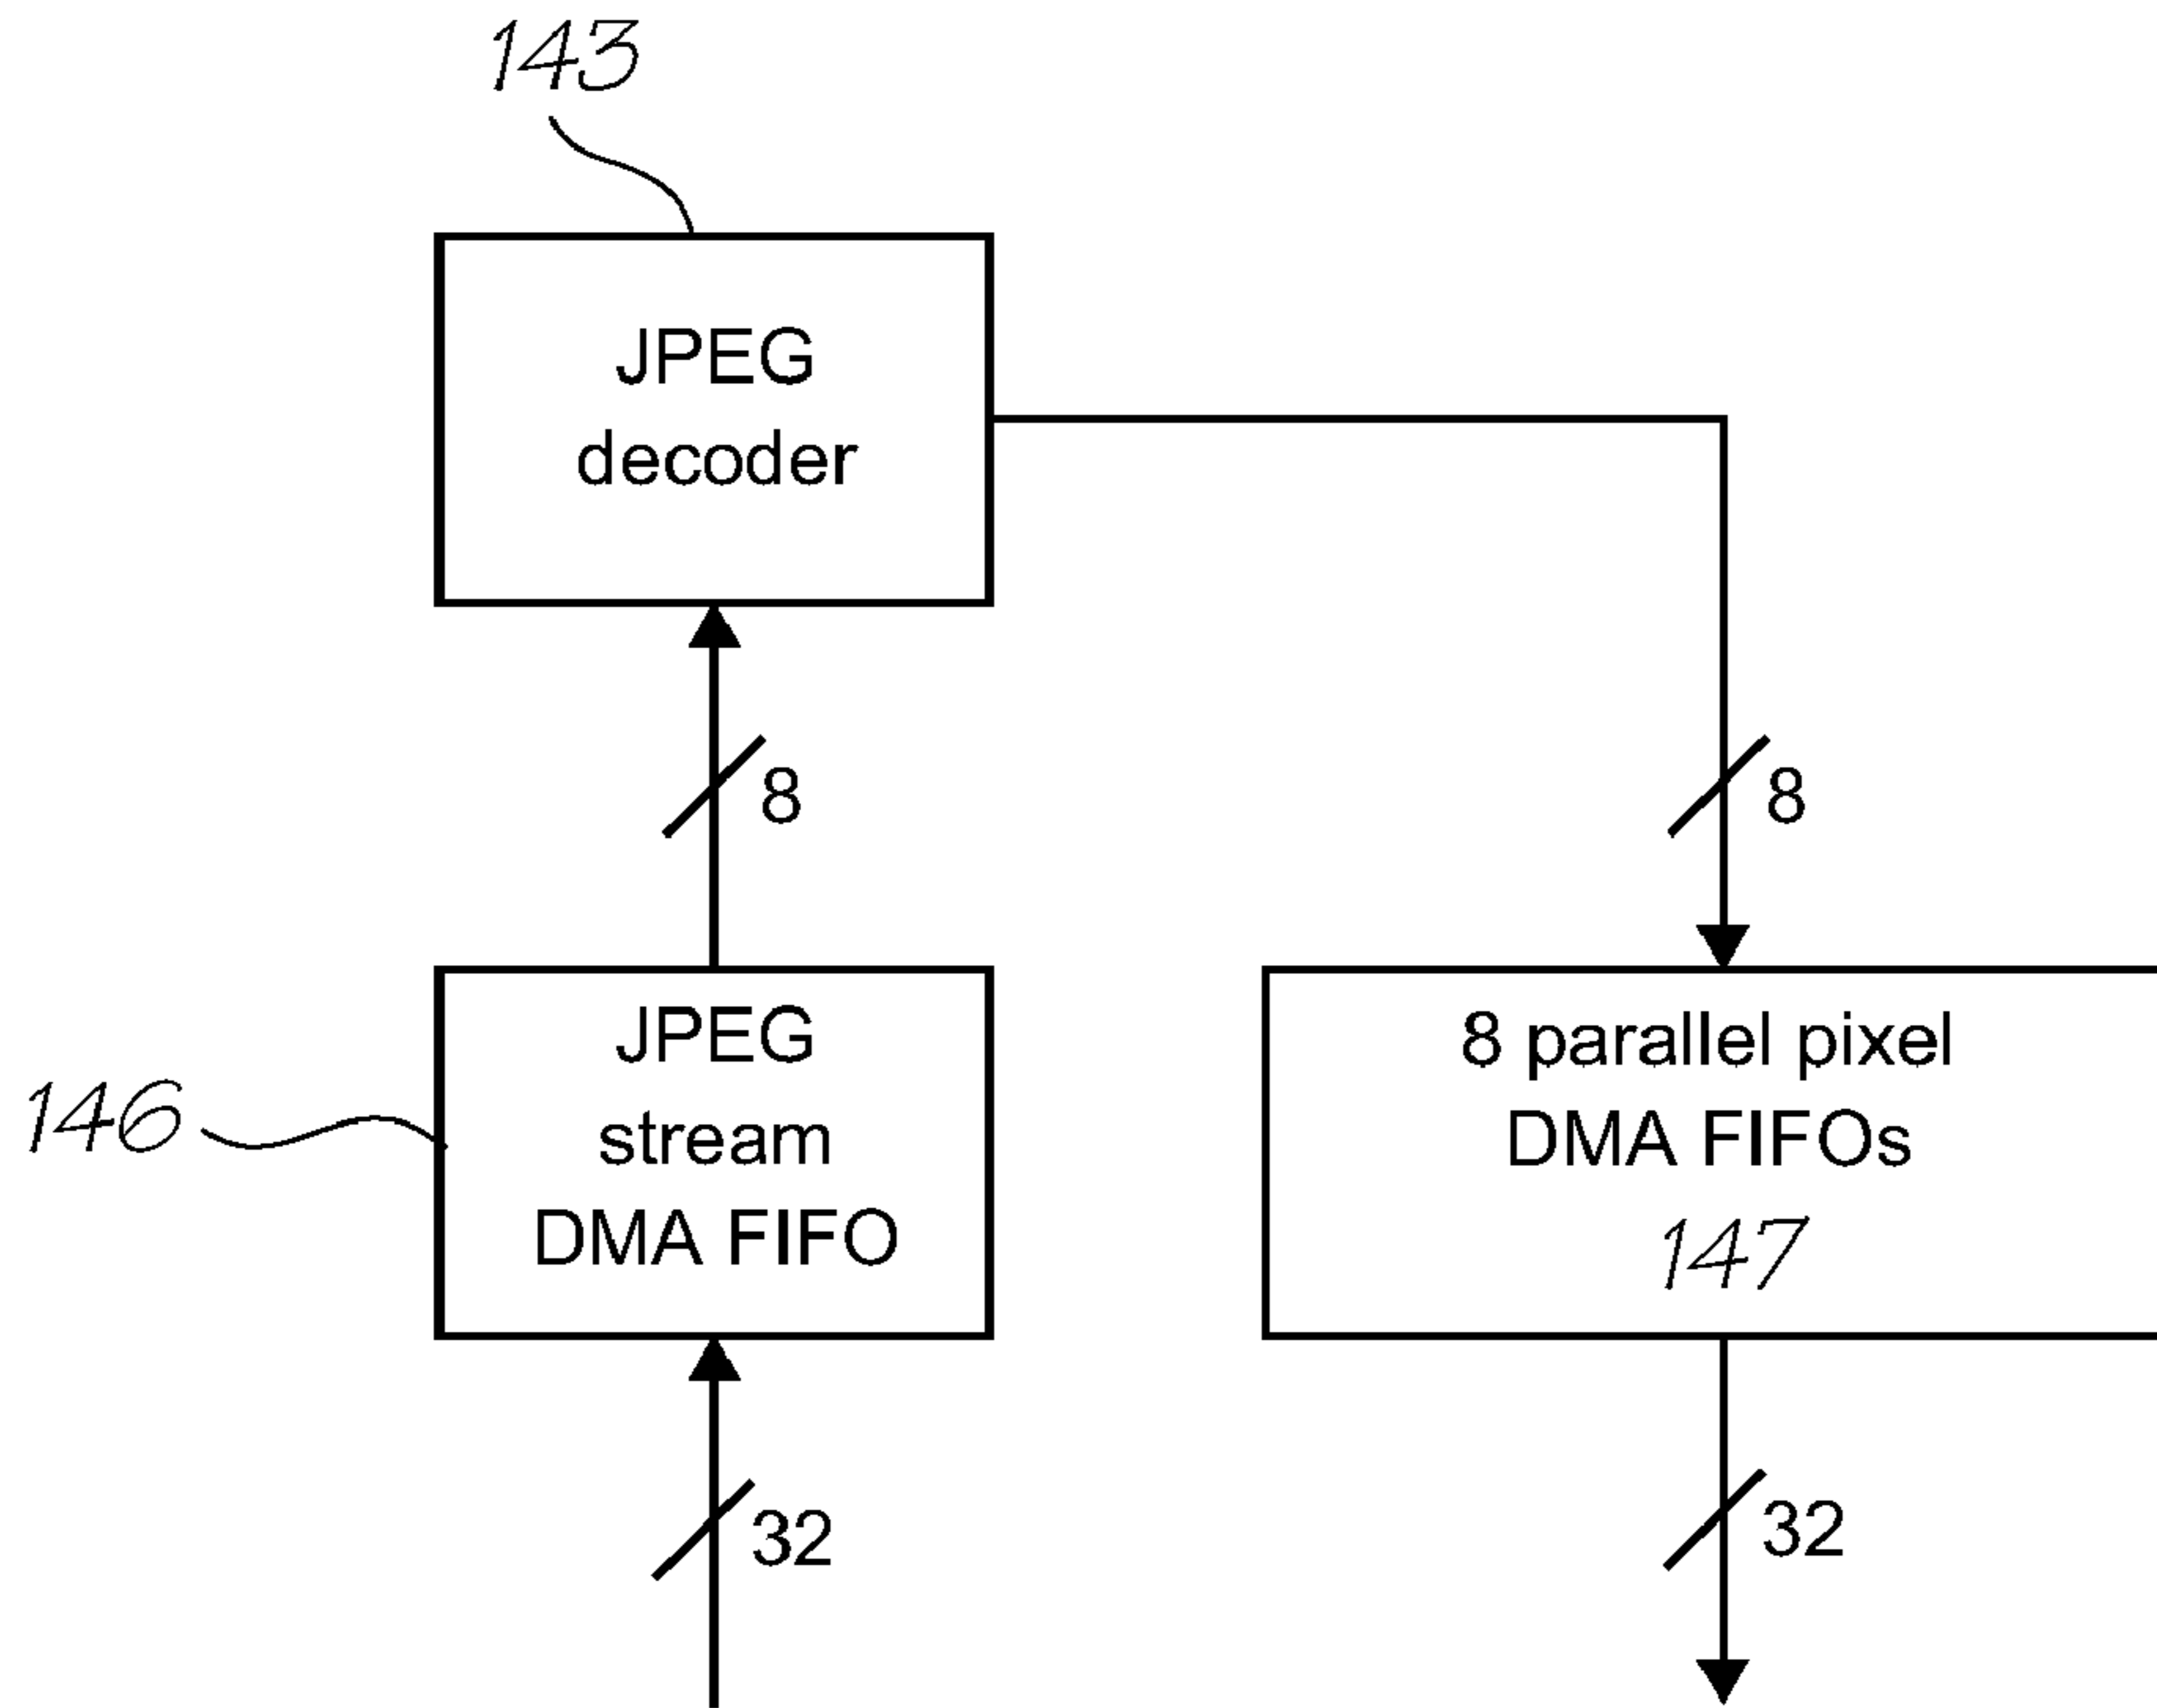 143
JPEG
decoder
8
8
JPEG
stream
DMA FIFO
146
8 parallel pixel
DMA FIFOs
147
32
32